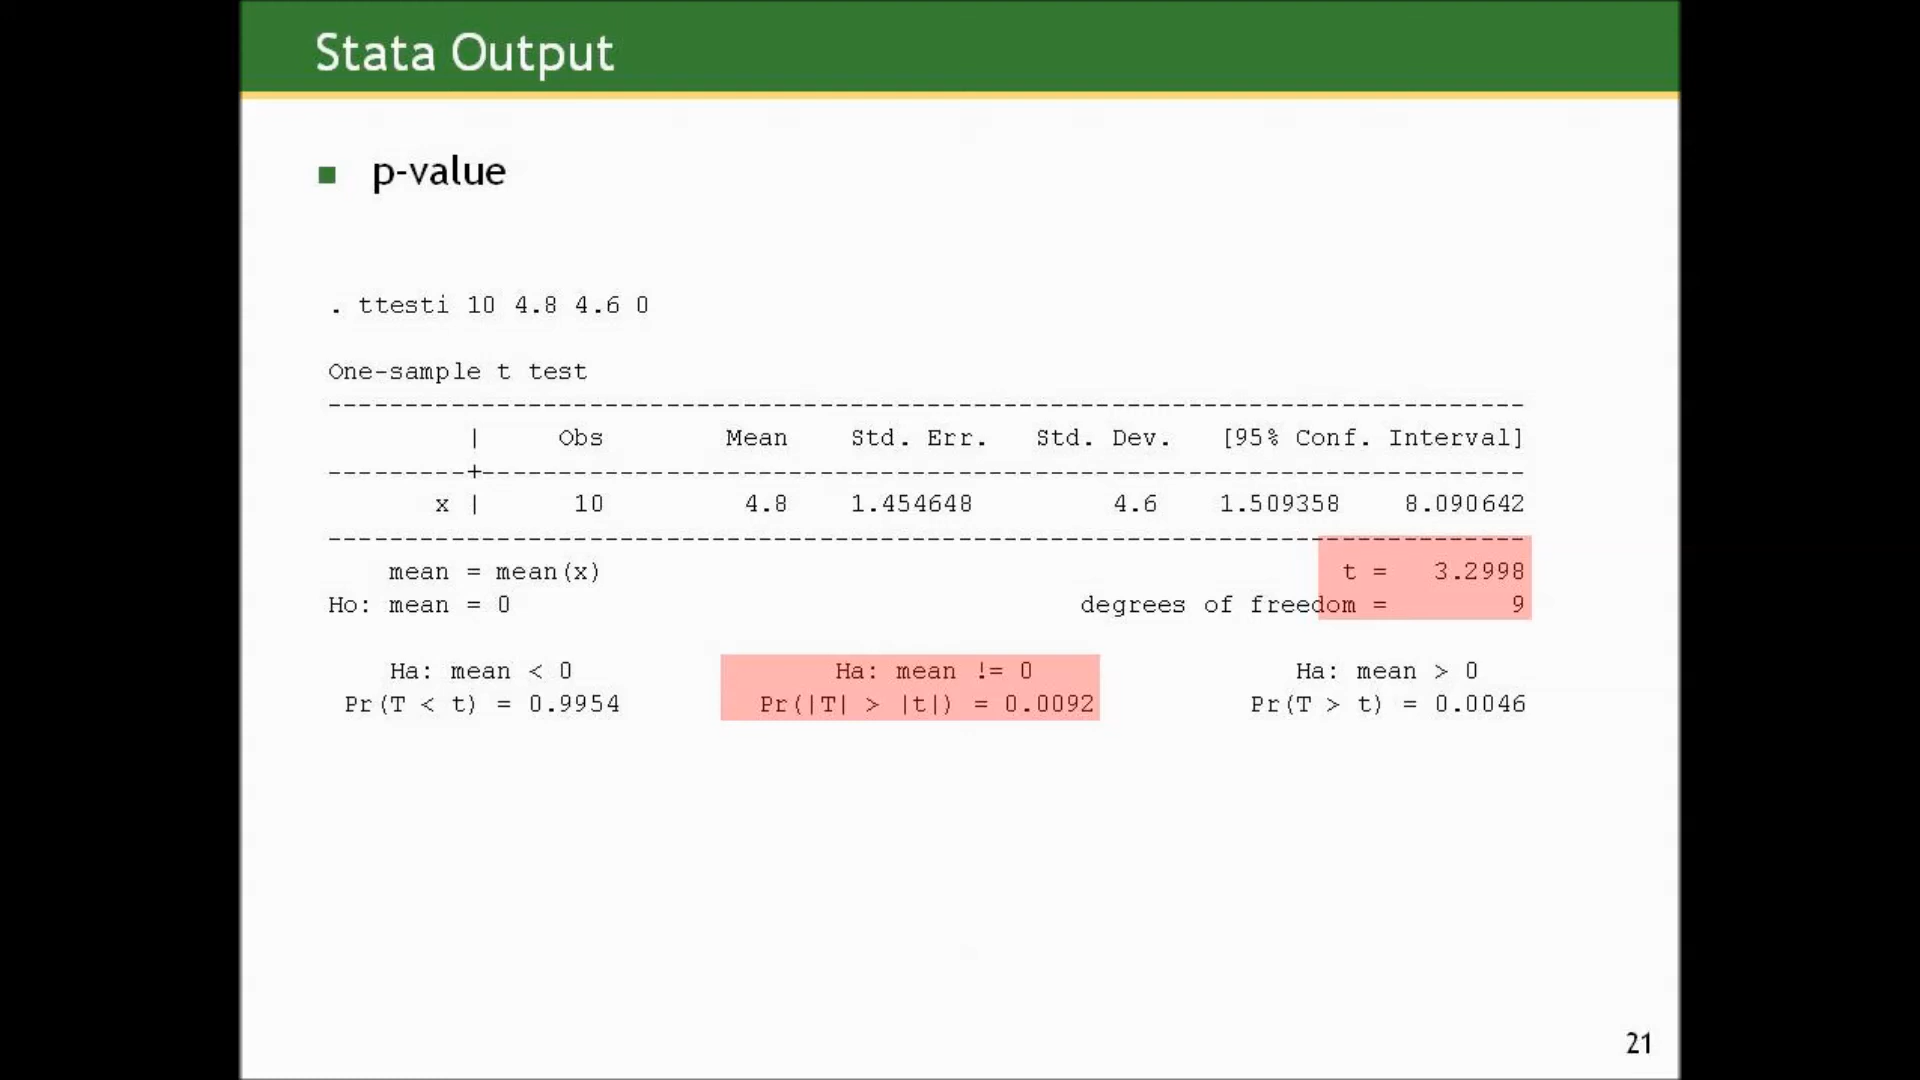 Stata Output
p-value
. ttesti 10 4.8 4.6 0
One-sample t test
------------------------------------------------------------------------------
         |     Obs        Mean    Std. Err.   Std. Dev.   [95% Conf. Interval]
---------+--------------------------------------------------------------------
       x |      10         4.8    1.454648         4.6    1.509358    8.090642
------------------------------------------------------------------------------
    mean = mean(x)                                                t =   3.2998
Ho: mean = 0                                     degrees of freedom =        9
    Ha: mean < 0                 Ha: mean != 0                 Ha: mean > 0
 Pr(T < t) = 0.9954         Pr(|T| > |t|) = 0.0092          Pr(T > t) = 0.0046
21